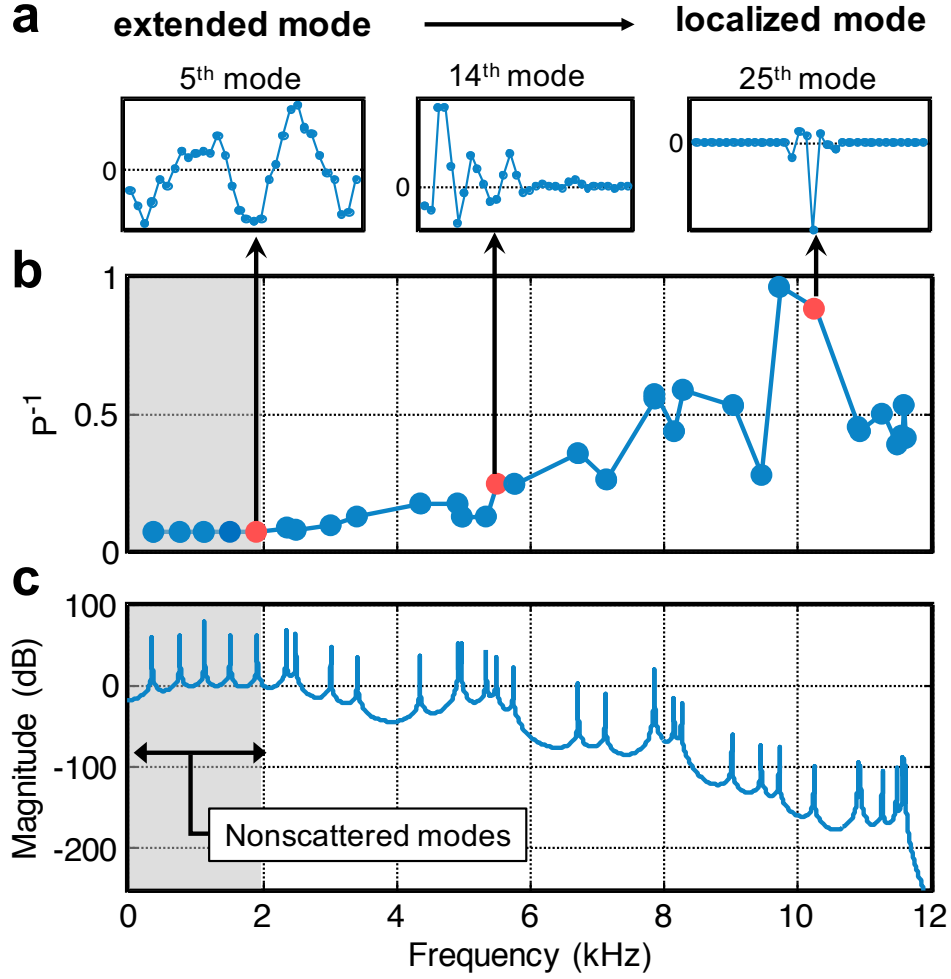 a
extended mode
localized mode
5th mode
14th mode
25th mode
0
0
0
b
1
0.5
0
P-1
c
100
0
-100
-200
Magnitude (dB)
Nonscattered modes
0 2 4 6 8 10 12
Frequency (kHz)